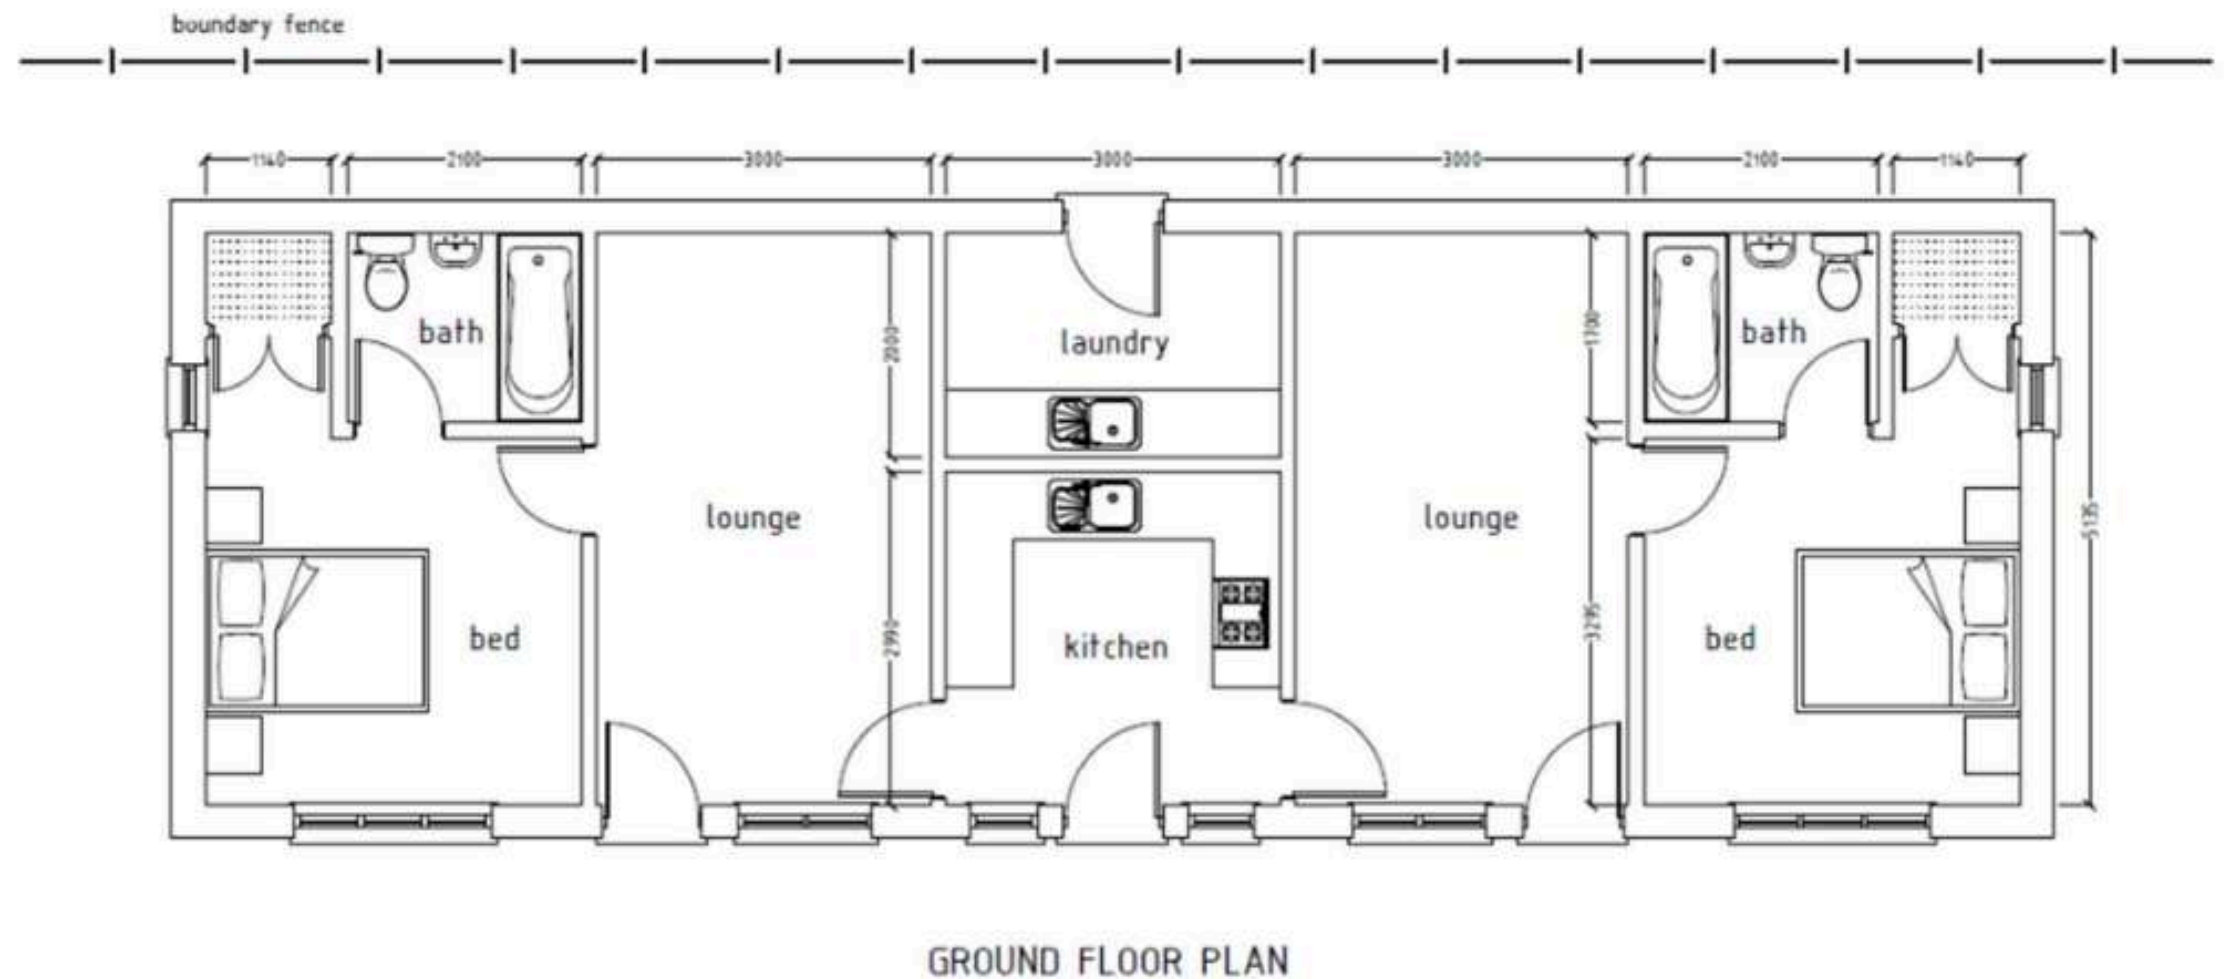 boundary fence
1140 2100 3000 3000 3000 2100 1140
bath
laundry
bath
2000
1700
lounge
lounge
5135
bed
kitchen
bed
2990
3295
GROUND FLOOR PLAN